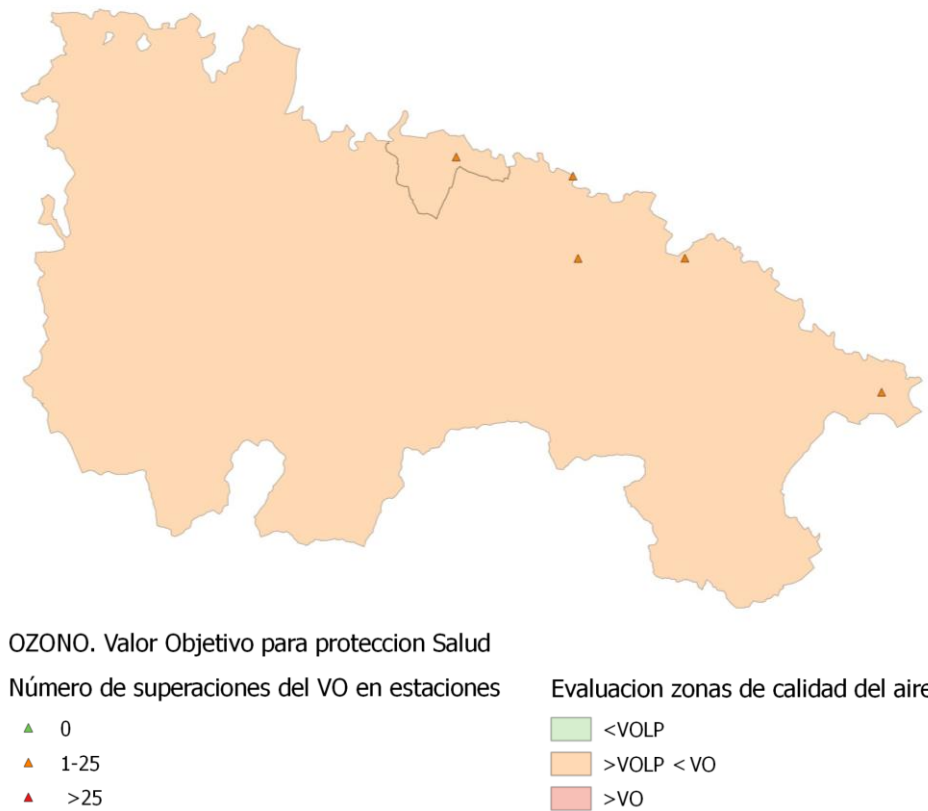 OZONO. Valor Objetivo para proteccion Salud
Número de superaciones del VO en estaciones
0
1-25
>25
Evaluacion zonas de calidad del aire
<VOLP
>VOLP < VO
>VO